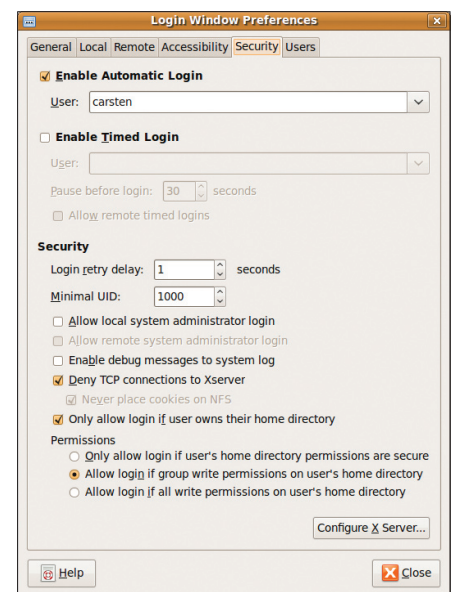 Login Window Preferences
General Local Remote Accessibility Security Users
Enable Automatic Login
User: carsten
Enable Timed Login
User:
Pause before login: 30 seconds
Allow remote timed logins
Security
Login retry delay: 1 seconds
Minimal UID: 1000
Allow local system administrator login
Allow remote system administrator login
Enable debug messages to system log
Deny TCP connections to Xserver
Never place cookies on NFS
Only allow login if user owns their home directory
Permissions
Only allow login if user's home directory permissions are secure
Allow login if group write permissions on user's home directory
Allow login if all write permissions on user's home directory
Configure X Server...
Help Close